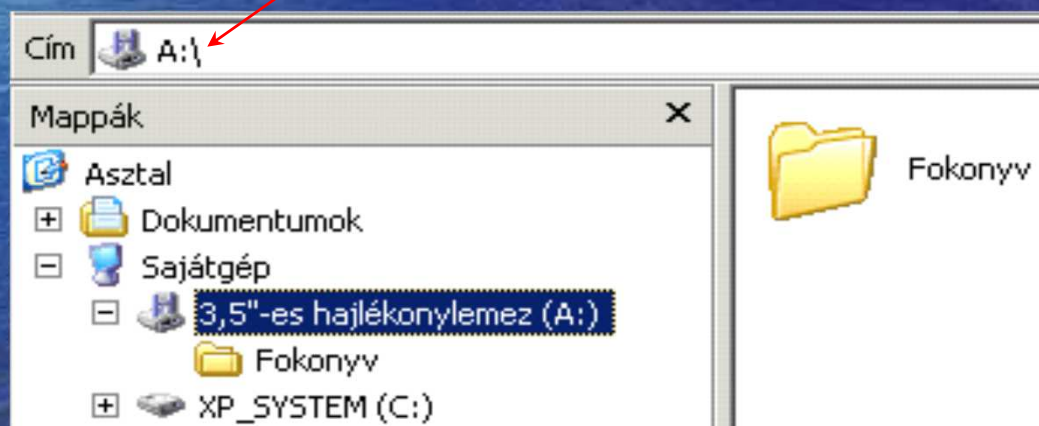 Cím A:\
Mappák
Asztal
Dokumentumok
Sajátgép
3,5"-es hajlékonylemez (A:)
Fokonyv
XP_SYSTEM (C:)
Fokonyv